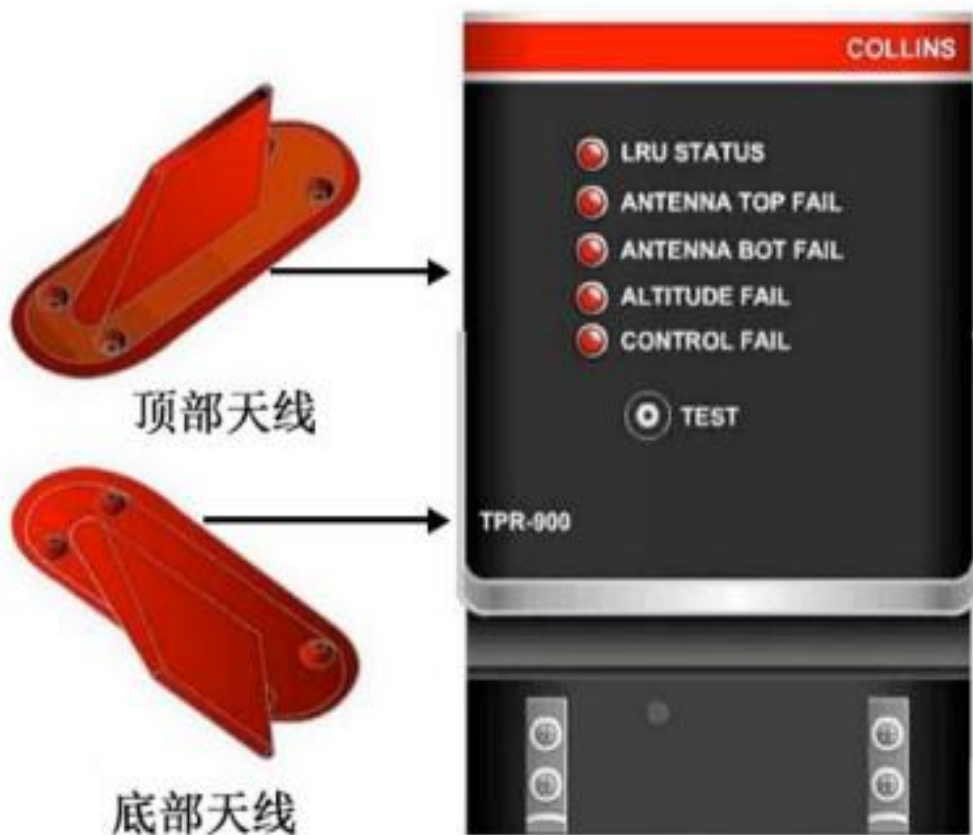 COLLINS
LRU STATUS
ANTENNA TOP FAIL
ANTENNA BOT FAIL
ALTITUDE FAIL
CONTROL FAIL
顶部天线
TEST
TPR-900
底部天线